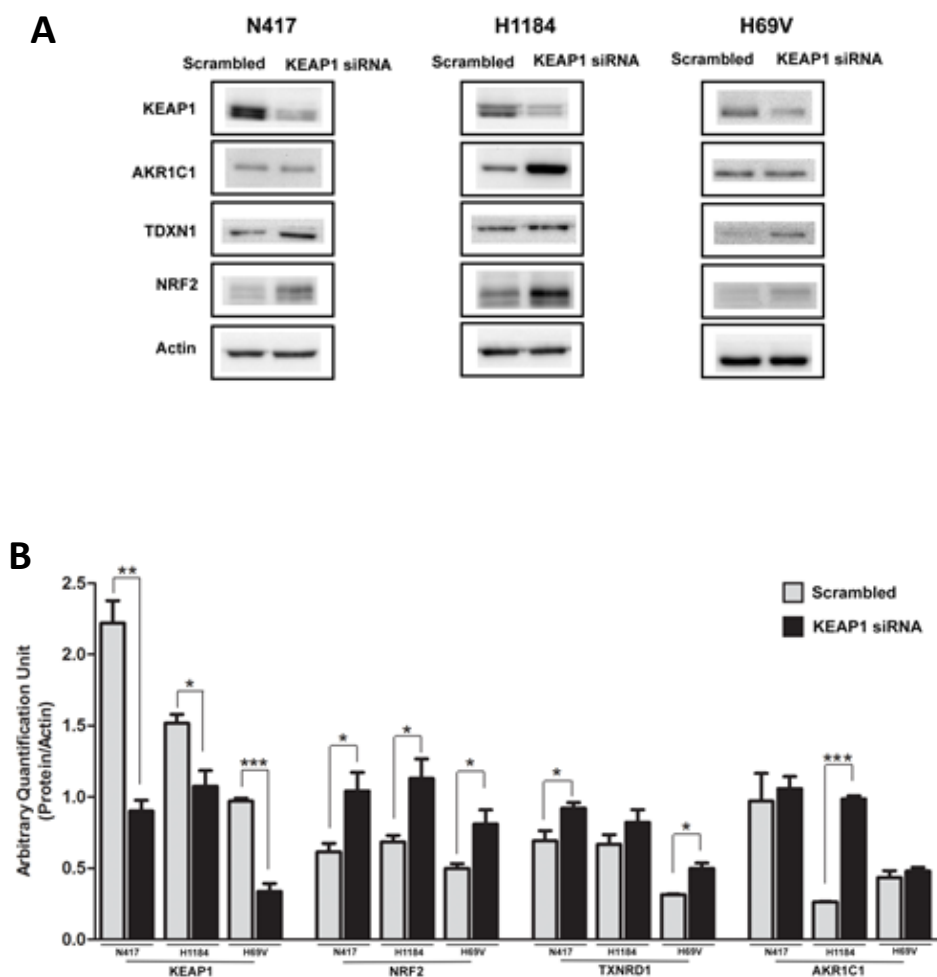 A
N417 H1184 H69V
Scrambled KEAP1 siRNA Scrambled KEAP1 siRNA Scrambled KEAP1 siRNA
KEAP1
AKR1C1
TDXN1
NRF2
Actin
B
Arbitrary Quantification Unit
(Protein/Actin)
2.5
2.0
1.5
1.0
0.5
0.0
** * *** * * * * * ***
Scrambled
KEAP1 siRNA
N417 H1184 H69V N417 H1184 H69V N417 H1184 H69V N417 H1184 H69V
KEAP1 NRF2 TXNRD1 AKR1C1